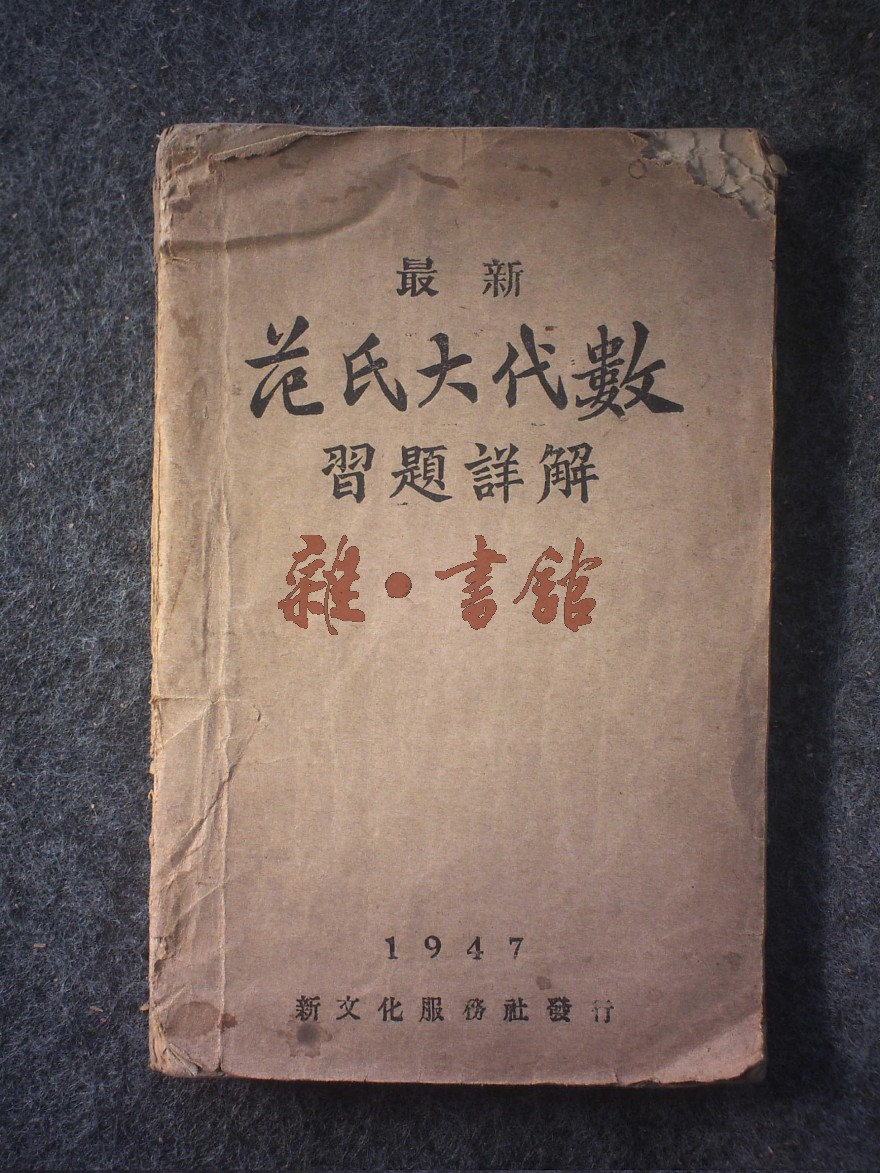 最新
范氏大代數
習題詳解
雜·書館
1947
新文化服務社發行